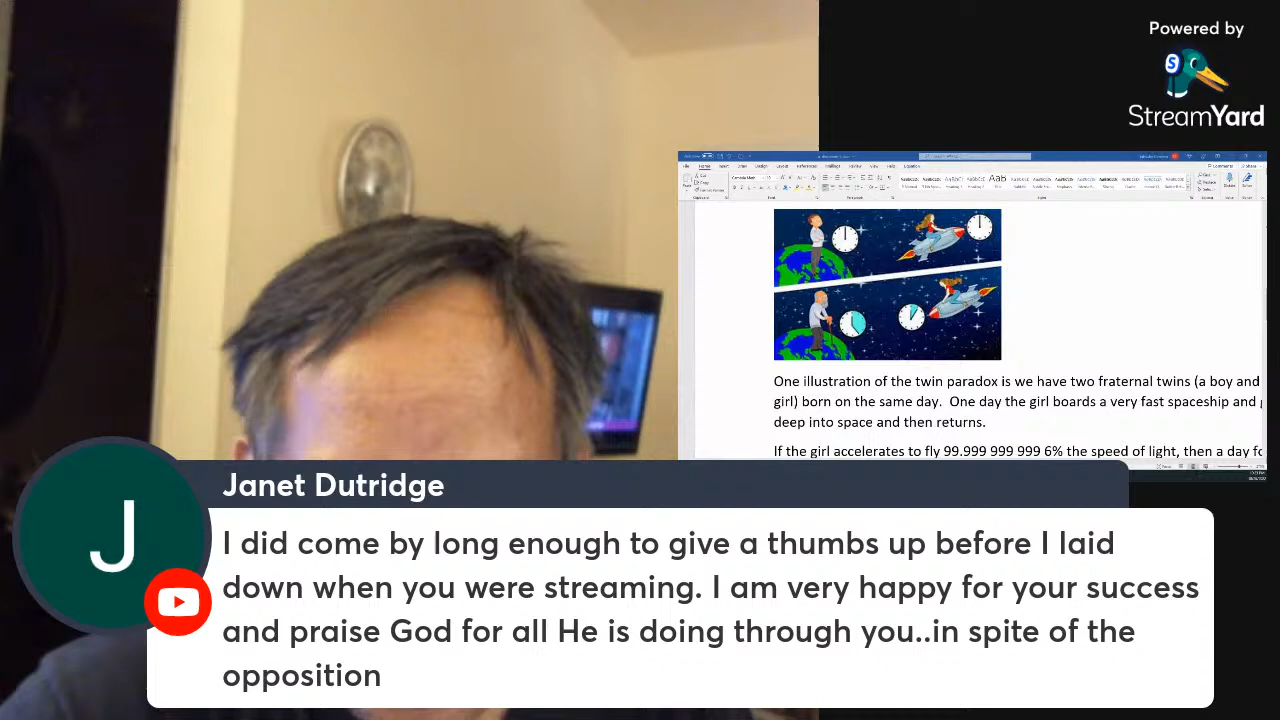 Powered by
StreamYard
One illustration of the twin paradox is we have two fraternal twins (a boy and
girl) born on the same day. One day the girl boards a very fast spaceship and
deep into space and then returns.
If the girl accelerates to fly 99.999 999 999 6% the speed of light, then a day
J
Janet Dutridge
I did come by long enough to give a thumbs up before I laid
down when you were streaming. I am very happy for your success
and praise God for all He is doing through you..in spite of the
opposition